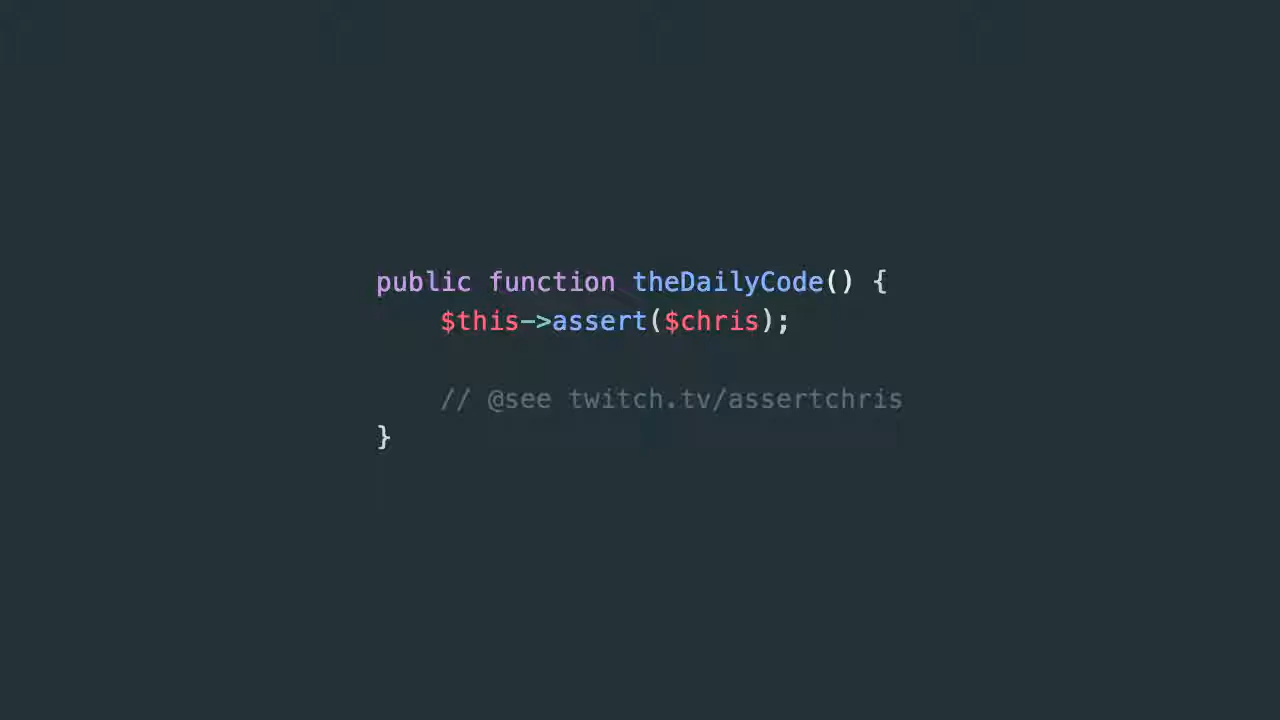 public function theDailyCode() {
    $this->assert($chris);
    // @see twitch.tv/assertchris
}